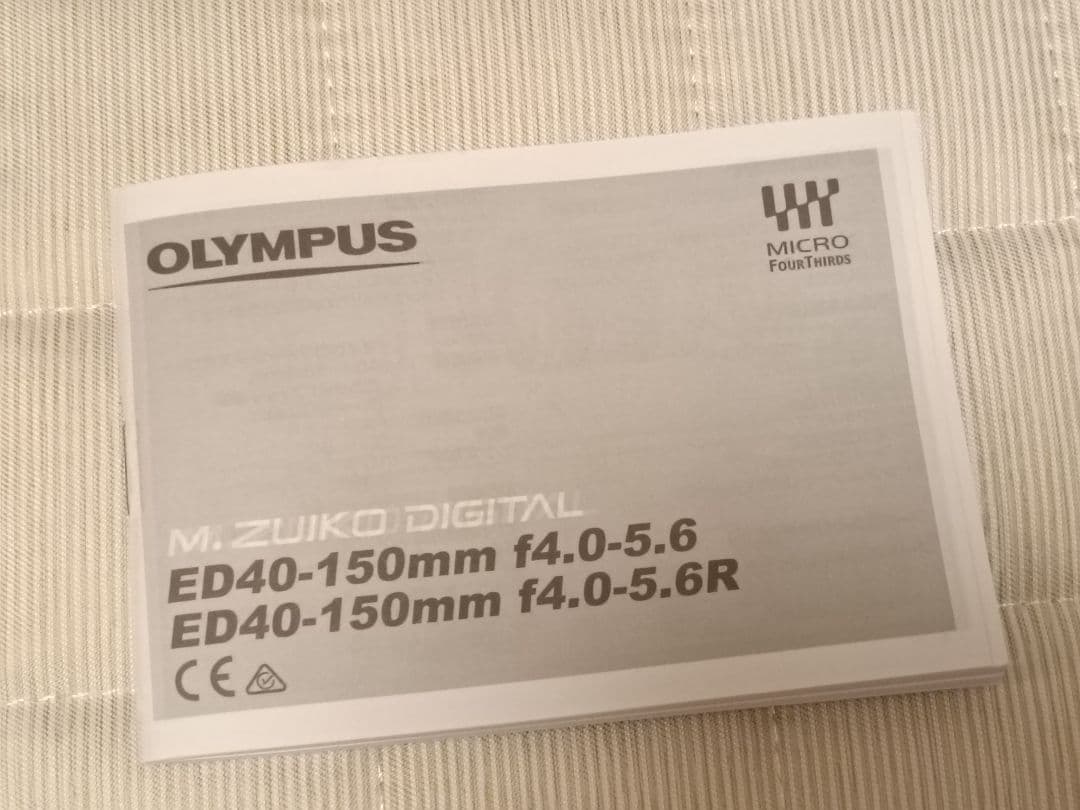 OLYMPUS
MICRO
FOURTHIRDS
M. ZUIKO DIGITAL
ED40-150mm f4.0-5.6
ED40-150mm f4.0-5.6R
CE